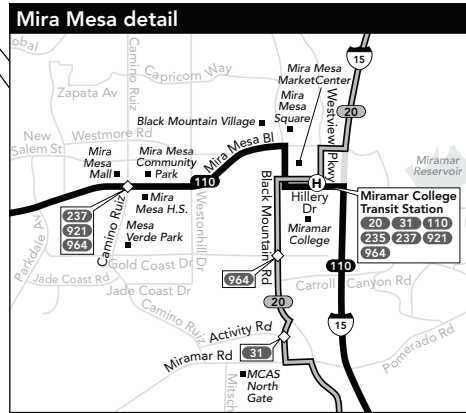 Mira Mesa detail
obal
Camino Ruiz
Capricorn Way
15
Mira Mesa
MarketCenter
Zapata Av
Mira
Mesa
Square
Westview Pkwy
20
Black Mountain Village
New
Salem St
Westmore Rd
Mira Mesa Bl
Mira
Mesa
Mall
Mira Mesa
Community
Park
110
H
Miramar
Reservoir
Mira
Mesa H.S.
Hillery
Dr
Miramar College
Transit Station
20 31 110
235 237 921
964
237
921
964
Camino Ruiz
Mesa
Verde Park
Westonhill Dr
Black Mountain Rd
Miramar
College
Parkdale Av
Gold Coast Dr
Jade Coast Rd
Jade Coast Dr
964
110
Carroll Canyon Rd
20
Camino Ruiz
Activity Rd
15
Miramar Rd
31
Pomerado Rd
MCAS
North
Gate
Mitsch